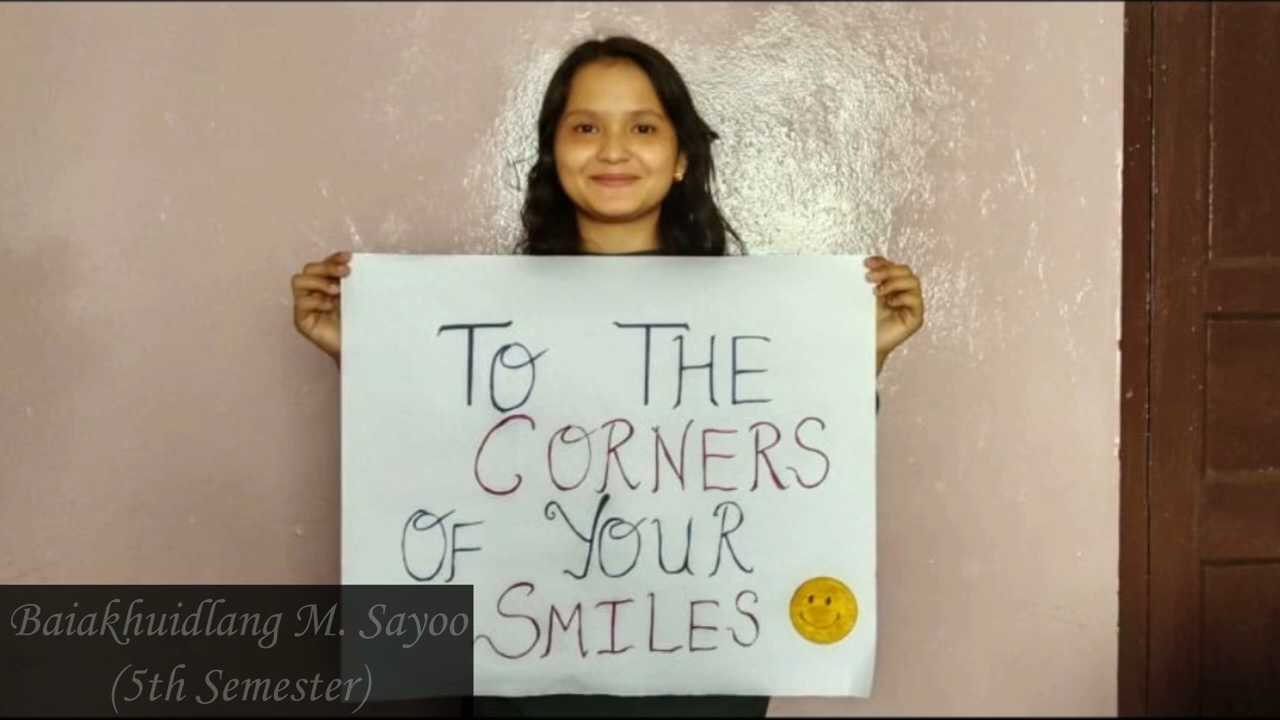 TO THE
CORNERS
OF YOUR
SMILES
Baiakhuidlang M. Sayoo
(5th Semester)